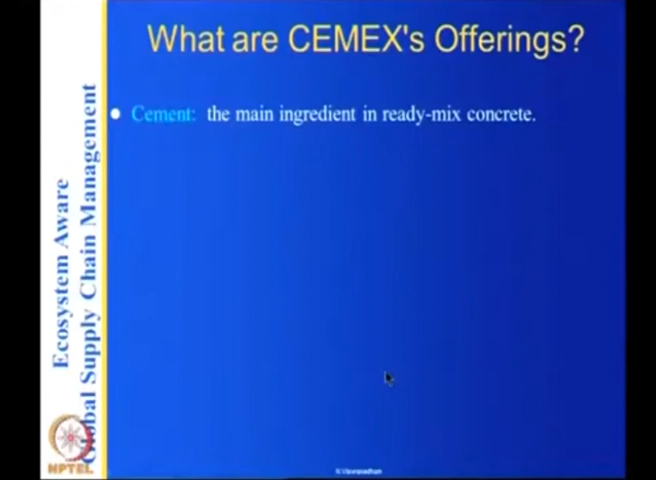 What are CEMEX's Offerings?
Cement: the main ingredient in ready-mix concrete.
Ecosystem Aware
Global Supply Chain Management
NPTEL
N.Viswanadham